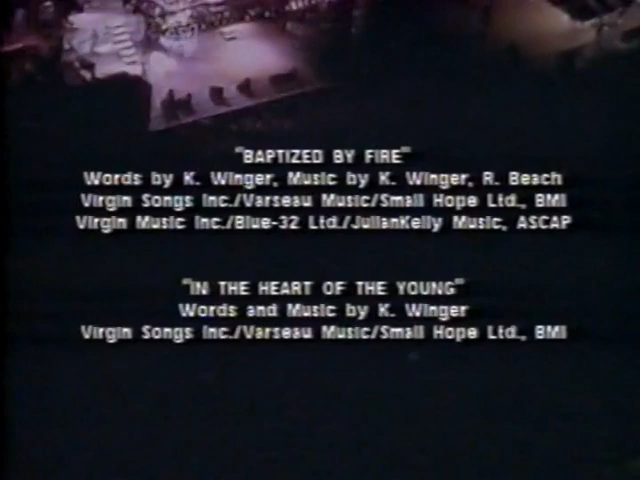 "BAPTIZED BY FIRE"
Words by K. Winger, Music by K. Winger, R. Beach
Virgin Songs Inc./Varseau Music/Small Hope Ltd., BMI
Virgin Music Inc./Blue-32 Ltd./JulianKelly Music, ASCAP
"IN THE HEART OF THE YOUNG"
Words and Music by K. Winger
Virgin Songs Inc./Varseau Music/Small Hope Ltd., BMI